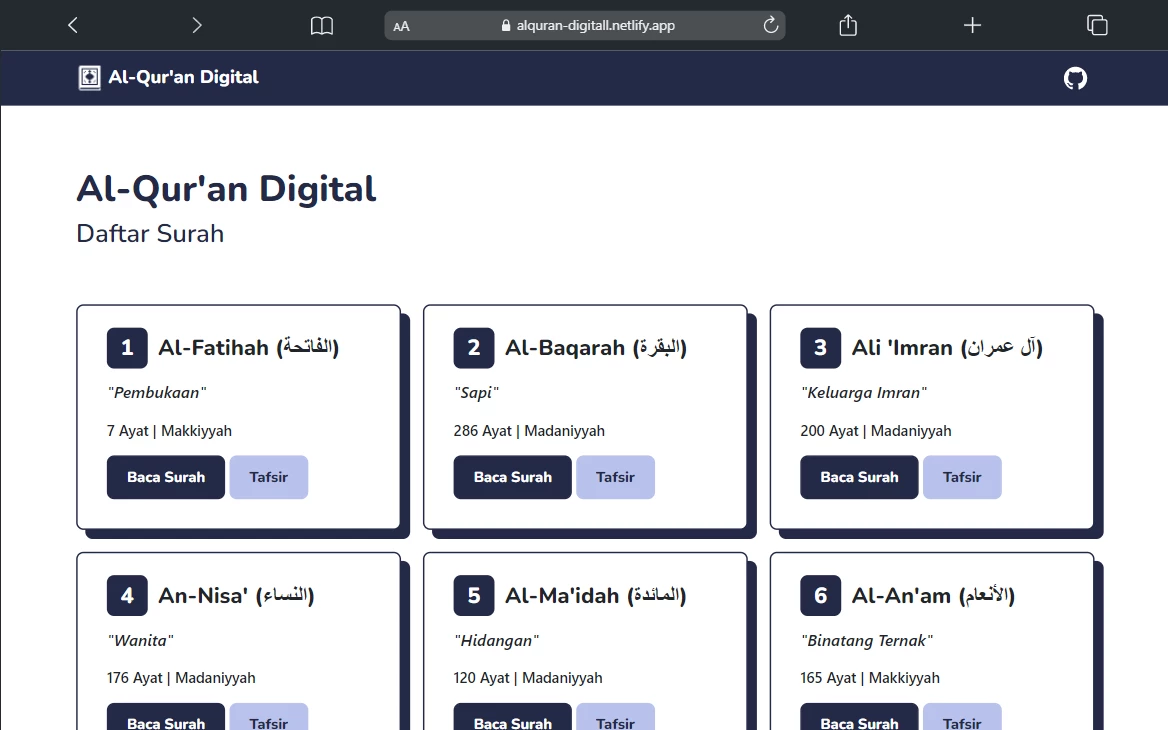 AA alquran-digitall.netlify.app
Al-Qur'an Digital
Al-Qur'an Digital
Daftar Surah
1 Al-Fatihah (الفاتحة)
"Pembukaan"
7 Ayat | Makkiyyah
Baca Surah Tafsir
2 Al-Baqarah (البقرة)
"Sapi"
286 Ayat | Madaniyyah
Baca Surah Tafsir
3 Ali 'Imran (آل عمران)
"Keluarga Imran"
200 Ayat | Madaniyyah
Baca Surah Tafsir
4 An-Nisa' (النساء)
"Wanita"
176 Ayat | Madaniyyah
Baca Surah Tafsir
5 Al-Ma'idah (المائدة)
"Hidangan"
120 Ayat | Madaniyyah
Baca Surah Tafsir
6 Al-An'am (الأنعام)
"Binatang Ternak"
165 Ayat | Makkiyyah
Baca Surah Tafsir